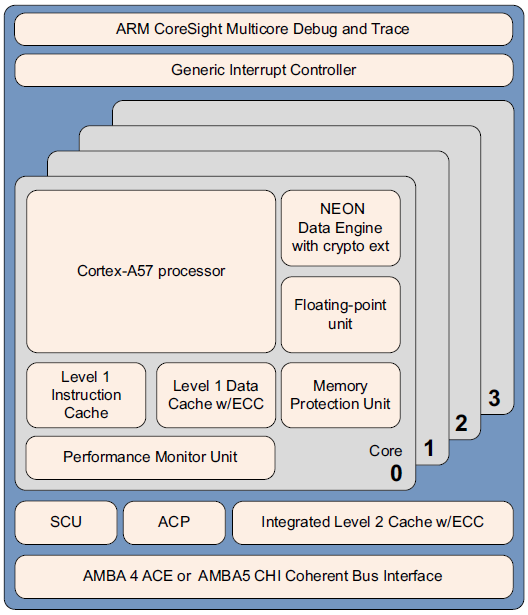 ARM CoreSight Multicore Debug and Trace
Generic Interrupt Controller
NEON
Data Engine
with crypto ext
Cortex-A57 processor
Floating-point
unit
Level 1
Instruction
Cache
Level 1 Data
Cache w/ECC
Memory
Protection Unit
Performance Monitor Unit
Core
0
1
2
3
SCU
ACP
Integrated Level 2 Cache w/ECC
AMBA 4 ACE or AMBA5 CHI Coherent Bus Interface